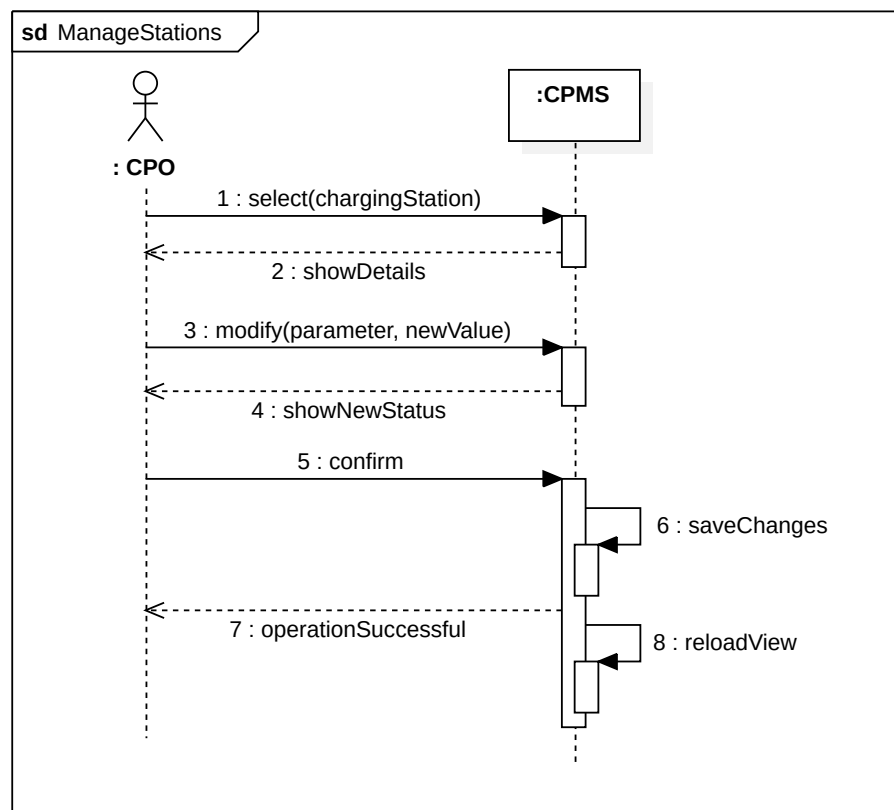 sd ManageStations
:CPMS
: CPO
1 : select(chargingStation)
2 : showDetails
3 : modify(parameter, newValue)
4 : showNewStatus
5 : confirm
6 : saveChanges
7 : operationSuccessful
8 : reloadView